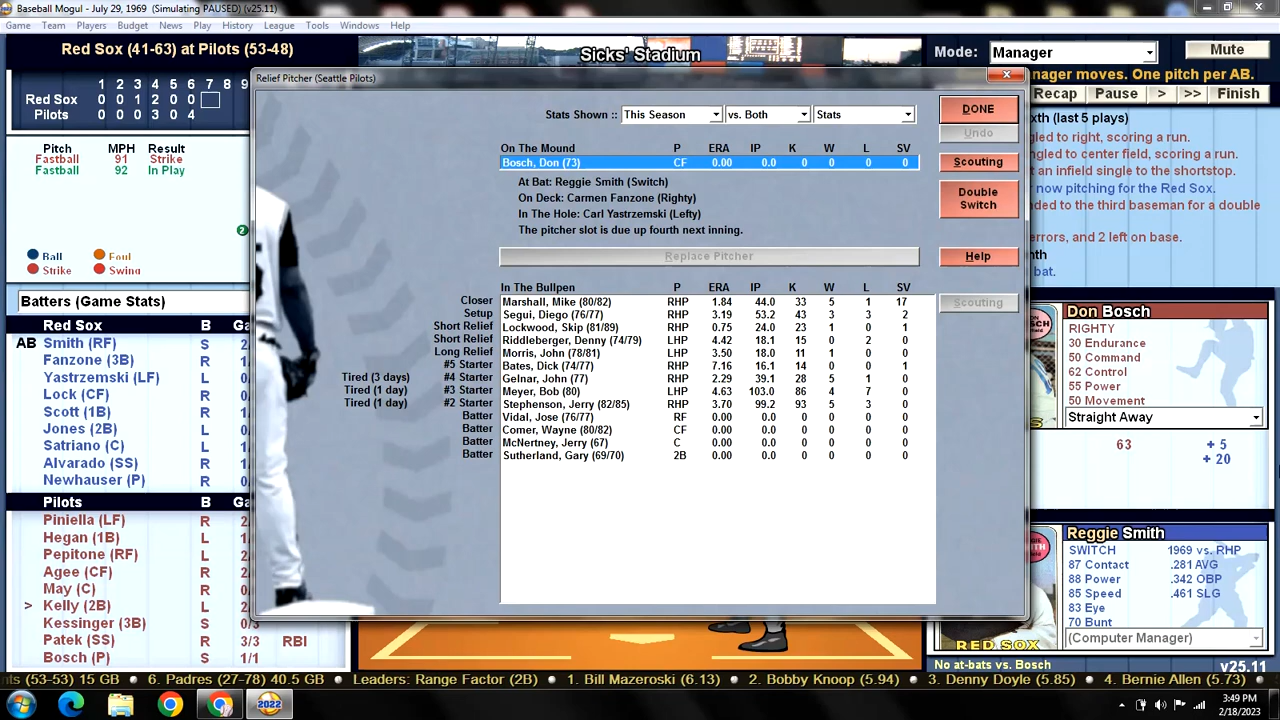 Baseball Mogul - July 29, 1969  (Simulating PAUSED) (v25.11)
Game Team Players Budget News Play History League Tools Windows Help
Red Sox (41-63) at Pilots (53-48)
Sicks' Stadium
Mode: Manager Mute
nager moves. One pitch per AB.
1 2 3 4 5 6 7 8 9
Red Sox 0 0 1 2 0 0
Pilots 0 0 0 3 0 4
Recap Pause > >> Finish
Pitch MPH Result
Fastball 91 Strike
Fastball 92 In Play
2
Ball Foul
Strike Swing
Batters (Game Stats)
Red Sox B Ga
AB Smith (RF) S 2
Fanzone (3B) R 1
Yastrzemski (LF) L 0
Lock (CF) R
Scott (1B) R 1
Jones (2B) L 0
Satriano (C) L
Alvarado (SS) R
Newhauser (P) R 0
Pilots B Ga
Piniella (LF) R 2
Hegan (1B) L
Pepitone (RF) L
Agee (CF) R
May (C) R 0
> Kelly (2B) L 2
Kessinger (3B) S 0/3
Patek (SS) R 3/3 RBI
Bosch (P) S 1/1
Relief Pitcher (Seattle Pilots)
Stats Shown :: This Season vs. Both Stats
DONE
Undo
Scouting
Double Switch
Help
Scouting
On The Mound P ERA IP K W L SV
Bosch, Don (73) CF 0.00 0.0 0 0 0 0
At Bat: Reggie Smith (Switch)
On Deck: Carmen Fanzone (Righty)
In The Hole: Carl Yastrzemski (Lefty)
The pitcher slot is due up fourth next inning.
Replace Pitcher
In The Bullpen P ERA IP K W L SV
Closer Marshall, Mike (80/82) RHP 1.84 44.0 33 5 1 17
Setup Segui, Diego (76/77) RHP 3.19 53.2 43 3 3 2
Short Relief Lockwood, Skip (81/89) RHP 0.75 24.0 23 1 0 1
Short Relief Riddleberger, Denny (74/79) LHP 4.42 18.1 15 0 2 0
Long Relief Morris, John (78/81) LHP 3.50 18.0 11 1 0 0
#5 Starter Bates, Dick (74/77) RHP 7.16 16.1 14 0 0 1
Tired (3 days) #4 Starter Gelnar, John (77) RHP 2.29 39.1 28 5 1 0
Tired (1 day) #3 Starter Meyer, Bob (80) LHP 4.63 103.0 86 4 7 0
Tired (1 day) #2 Starter Stephenson, Jerry (82/85) RHP 3.70 99.2 93 5 3 0
Batter Vidal, Jose (76/77) RF 0.00 0.0 0 0 0 0
Batter Comer, Wayne (80/82) CF 0.00 0.0 0 0 0 0
Batter McNertney, Jerry (67) C 0.00 0.0 0 0 0 0
Batter Sutherland, Gary (69/70) 2B 0.00 0.0 0 0 0 0
xth (last 5 plays)
gled to right, scoring a run.
ngled to center field, scoring a run.
t an infield single to the shortstop.
now pitching for the Red Sox.
nded to the third baseman for a double
errors, and 2 left on base.
nth
bat.
OSCH
Don Bosch
RIGHTY
30 Endurance
50 Command
62 Control
55 Power
50 Movement
Straight Away
63 + 5
+ 20
Reggie Smith
SWITCH 1969 vs. RHP
87 Contact .281 AVG
88 Power .342 OBP
85 Speed .461 SLG
83 Eye
70 Bunt
(Computer Manager)
RED SOX
No at-bats vs. Bosch v25.11
nts (53-53) 15 GB • 6. Padres (27-78) 40.5 GB • Leaders: Range Factor (2B) • 1. Bill Mazeroski (6.13) • 2. Bobby Knoop (5.94) • 3. Denny Doyle (5.85) • 4. Bernie Allen (5.73)
2022
3:49 PM
2/18/2023